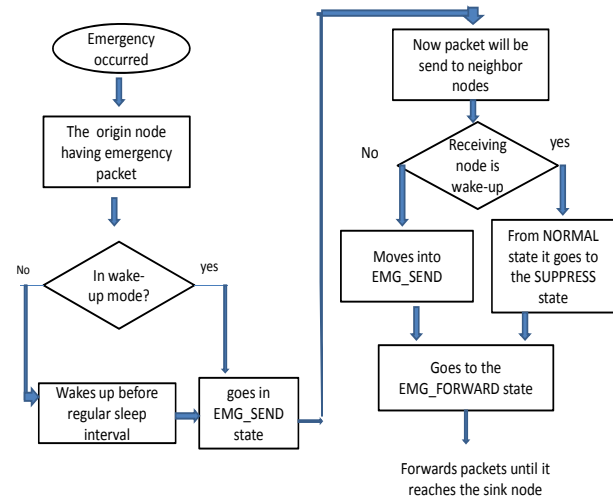 Emergency
occurred
The origin node
having emergency
packet
In wake-
up mode?
No
yes
Wakes up before
regular sleep
interval
goes in
EMG_SEND
state
Now packet will be
send to neighbor
nodes
Receiving
node is
wake-up
No
yes
Moves into
EMG_SEND
From NORMAL
state it goes to
the SUPPRESS
state
Goes to the
EMG_FORWARD state
Forwards packets until it
reaches the sink node